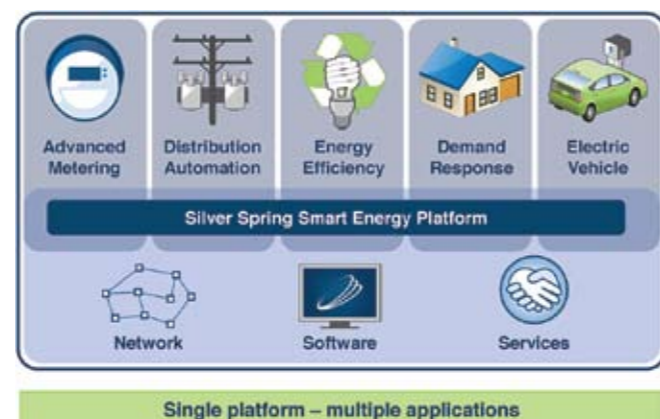 Advanced Metering
Distribution Automation
Energy Efficiency
Demand Response
Electric Vehicle
Silver Spring Smart Energy Platform
Network
Software
Services
Single platform – multiple applications